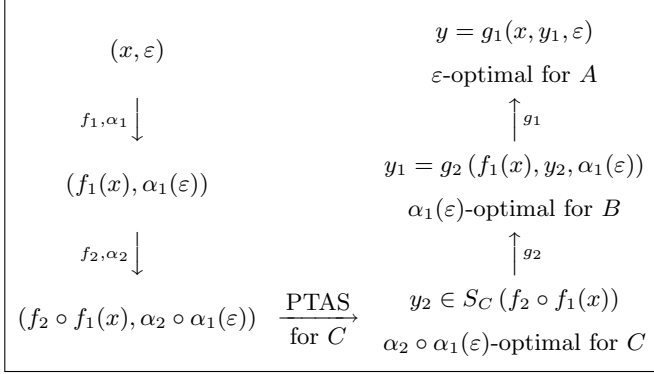 (x, ε)
f₁,α₁
(f₁(x), α₁(ε))
f₂,α₂
(f₂ ∘ f₁(x), α₂ ∘ α₁(ε))
PTAS
for C
y = g₁(x, y₁, ε)
ε-optimal for A
g₁
y₁ = g₂ (f₁(x), y₂, α₁(ε))
α₁(ε)-optimal for B
g₂
y₂ ∈ S_C (f₂ ∘ f₁(x))
α₂ ∘ α₁(ε)-optimal for C